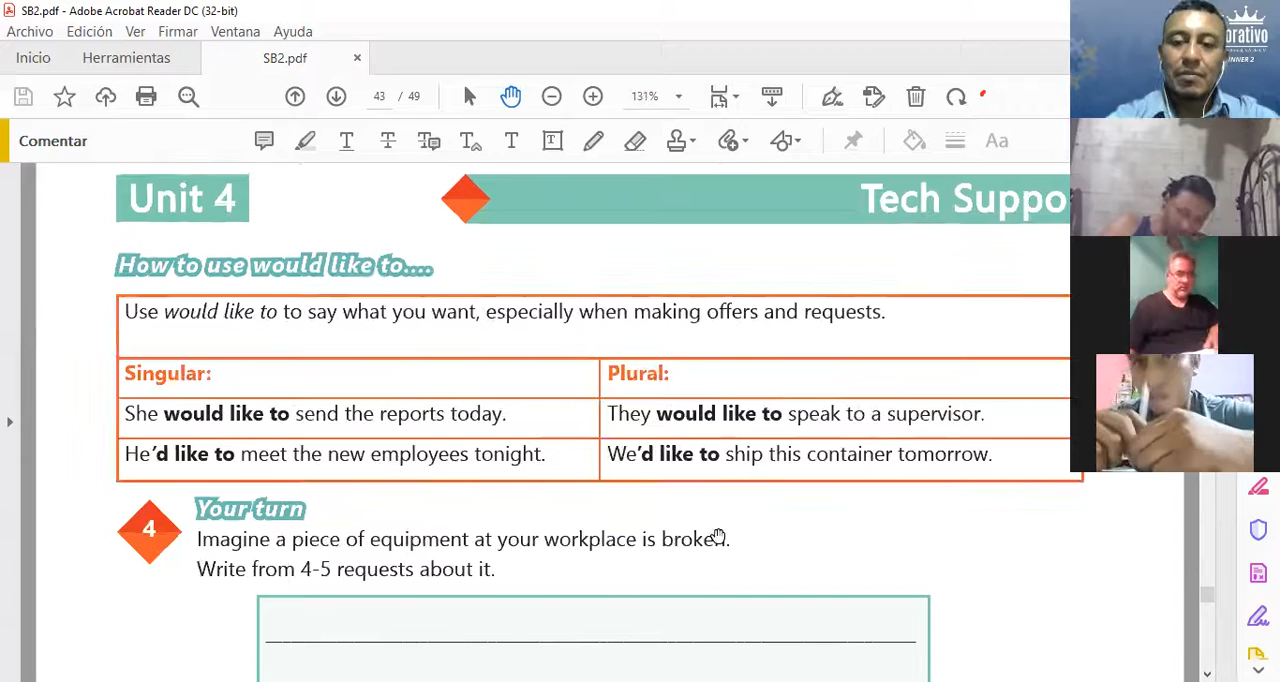 SB2.pdf - Adobe Acrobat Reader DC (32-bit)
Archivo Edición Ver Firmar Ventana Ayuda
Inicio Herramientas SB2.pdf ×
43 / 49 131%
Comentar
Unit 4 Tech Suppo
How to use would like to....
Use would like to to say what you want, especially when making offers and requests.
Singular: Plural:
She would like to send the reports today. They would like to speak to a supervisor.
He'd like to meet the new employees tonight. We'd like to ship this container tomorrow.
4 Your turn
Imagine a piece of equipment at your workplace is broken.
Write from 4-5 requests about it.
orativo
INNER 2